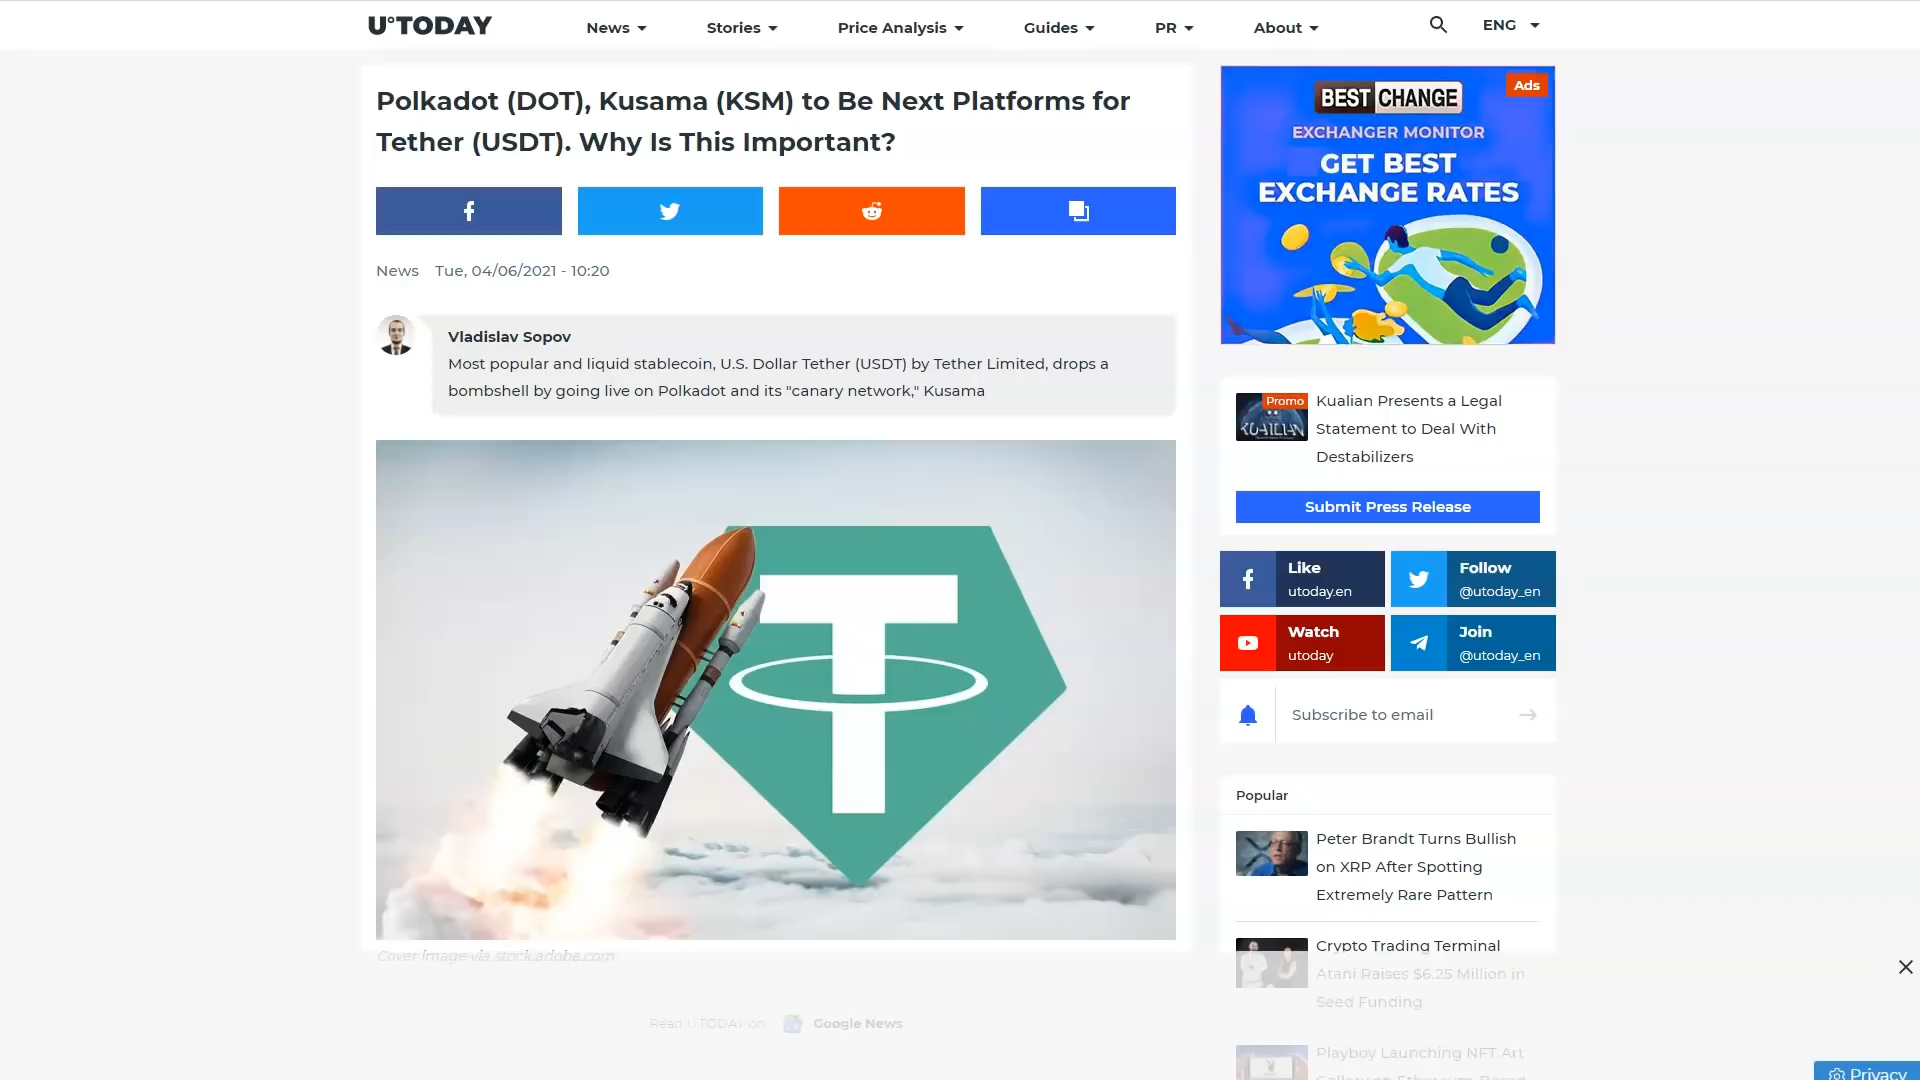 U°TODAY
News
Stories
Price Analysis
Guides
PR
About
ENG
Polkadot (DOT), Kusama (KSM) to Be Next Platforms for
Tether (USDT). Why Is This Important?
News Tue, 04/06/2021 - 10:20
Vladislav Sopov
Most popular and liquid stablecoin, U.S. Dollar Tether (USDT) by Tether Limited, drops a
bombshell by going live on Polkadot and its "canary network," Kusama
Cover image via stock.adobe.com
Read U.TODAY on
Google News
Ads
BEST CHANGE
EXCHANGER MONITOR
GET BEST
EXCHANGE RATES
Promo
KUAILIAN
Kualian Presents a Legal
Statement to Deal With
Destabilizers
Submit Press Release
Like
utoday.en
Follow
@utoday_en
Watch
utoday
Join
@utoday_en
Subscribe to email
Popular
Peter Brandt Turns Bullish
on XRP After Spotting
Extremely Rare Pattern
Crypto Trading Terminal
Atani Raises $6.25 Million in
Seed Funding
Playboy Launching NFT Art
Privacy